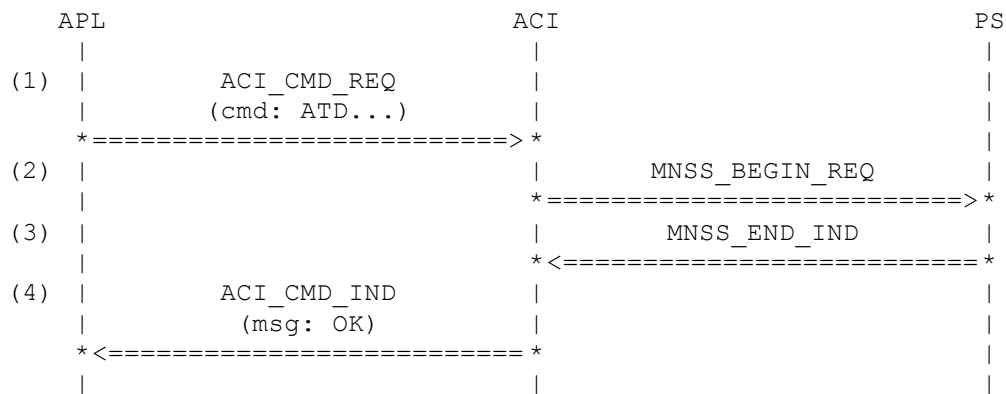 APL ACI PS
(1) ACI_CMD_REQ
(cmd: ATD...)
(2) MNSS_BEGIN_REQ
(3) MNSS_END_IND
(4) ACI_CMD_IND
(msg: OK)